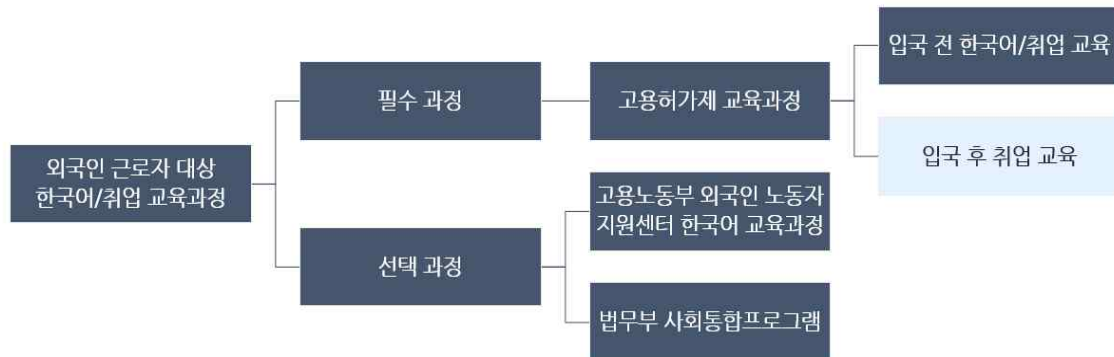 외국인 근로자 대상
한국어/취업 교육과정
필수 과정
고용허가제 교육과정
입국 전 한국어/취업 교육
입국 후 취업 교육
선택 과정
고용노동부 외국인 노동자
지원센터 한국어 교육과정
법무부 사회통합프로그램